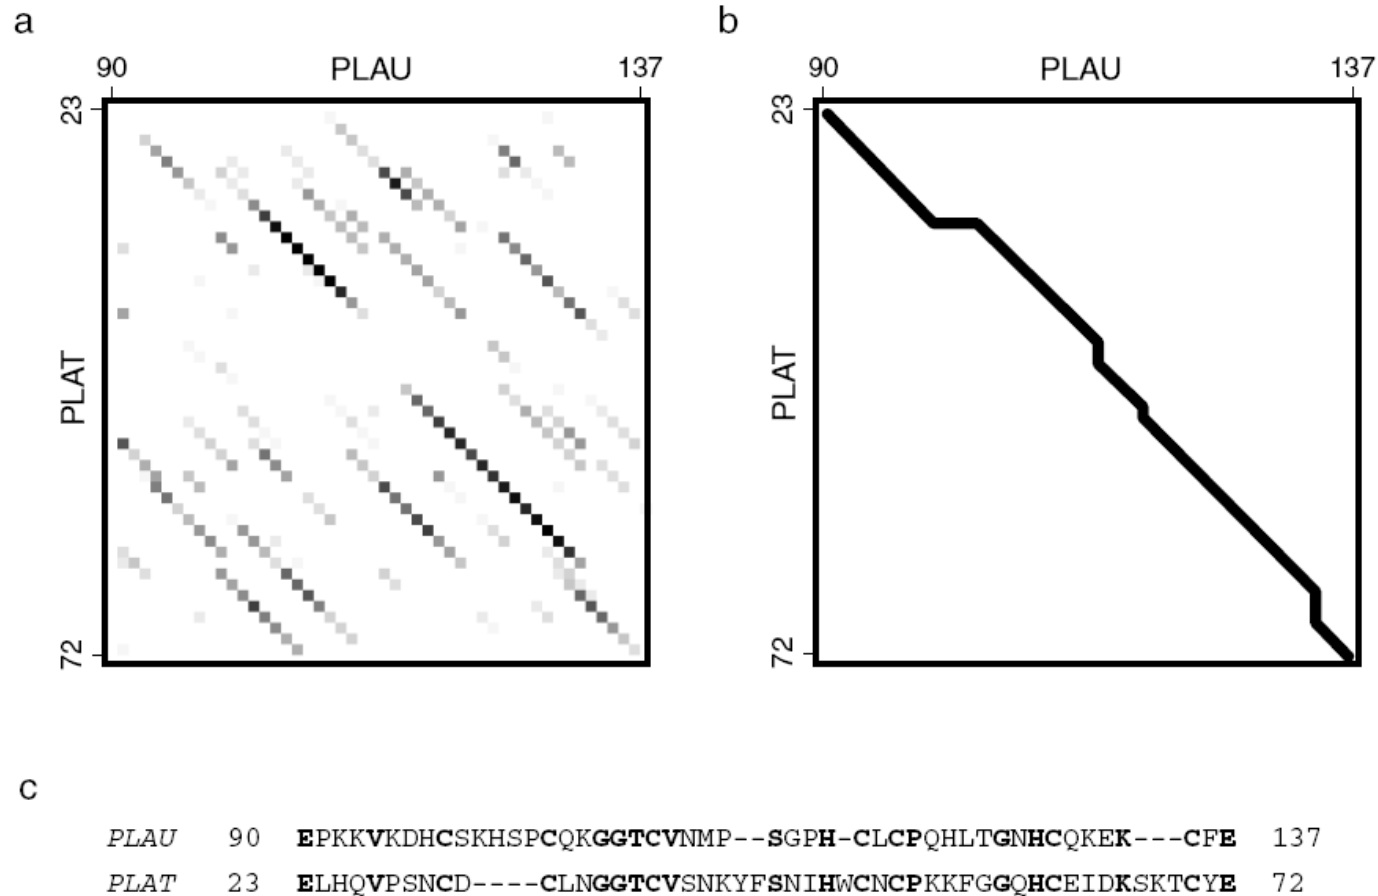 a
b
90 PLAU 137
90 PLAU 137
23
PLAT
72
23
PLAT
72
c
PLAU 90 EPKKVKDHCSKHSPCQKGGTCVNMP--SGPH-CLCPQHLTGNHCQKEK---CFE 137
PLAT 23 ELHQVPSNCD----CLNGGTCVSNKYFSNIHWCNCPKKFGGQHCEIDKSKTCYE 72